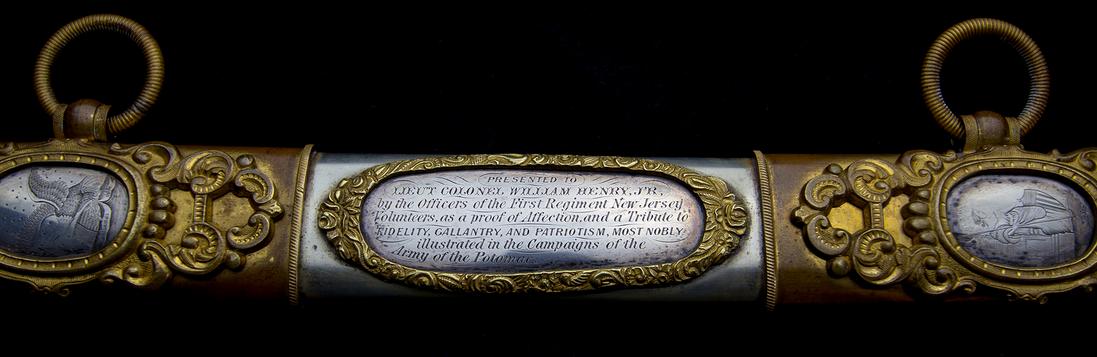 PRESENTED TO
LIEUT COLONEL WILLIAM HENRY, JR,
by the Officers of the First Regiment New Jersey
Volunteers, as a proof of Affection, and a Tribute to
FIDELITY, GALLANTRY, AND PATRIOTISM, MOST NOBLY
illustrated in the Campaigns of the
Army of the Potomac.